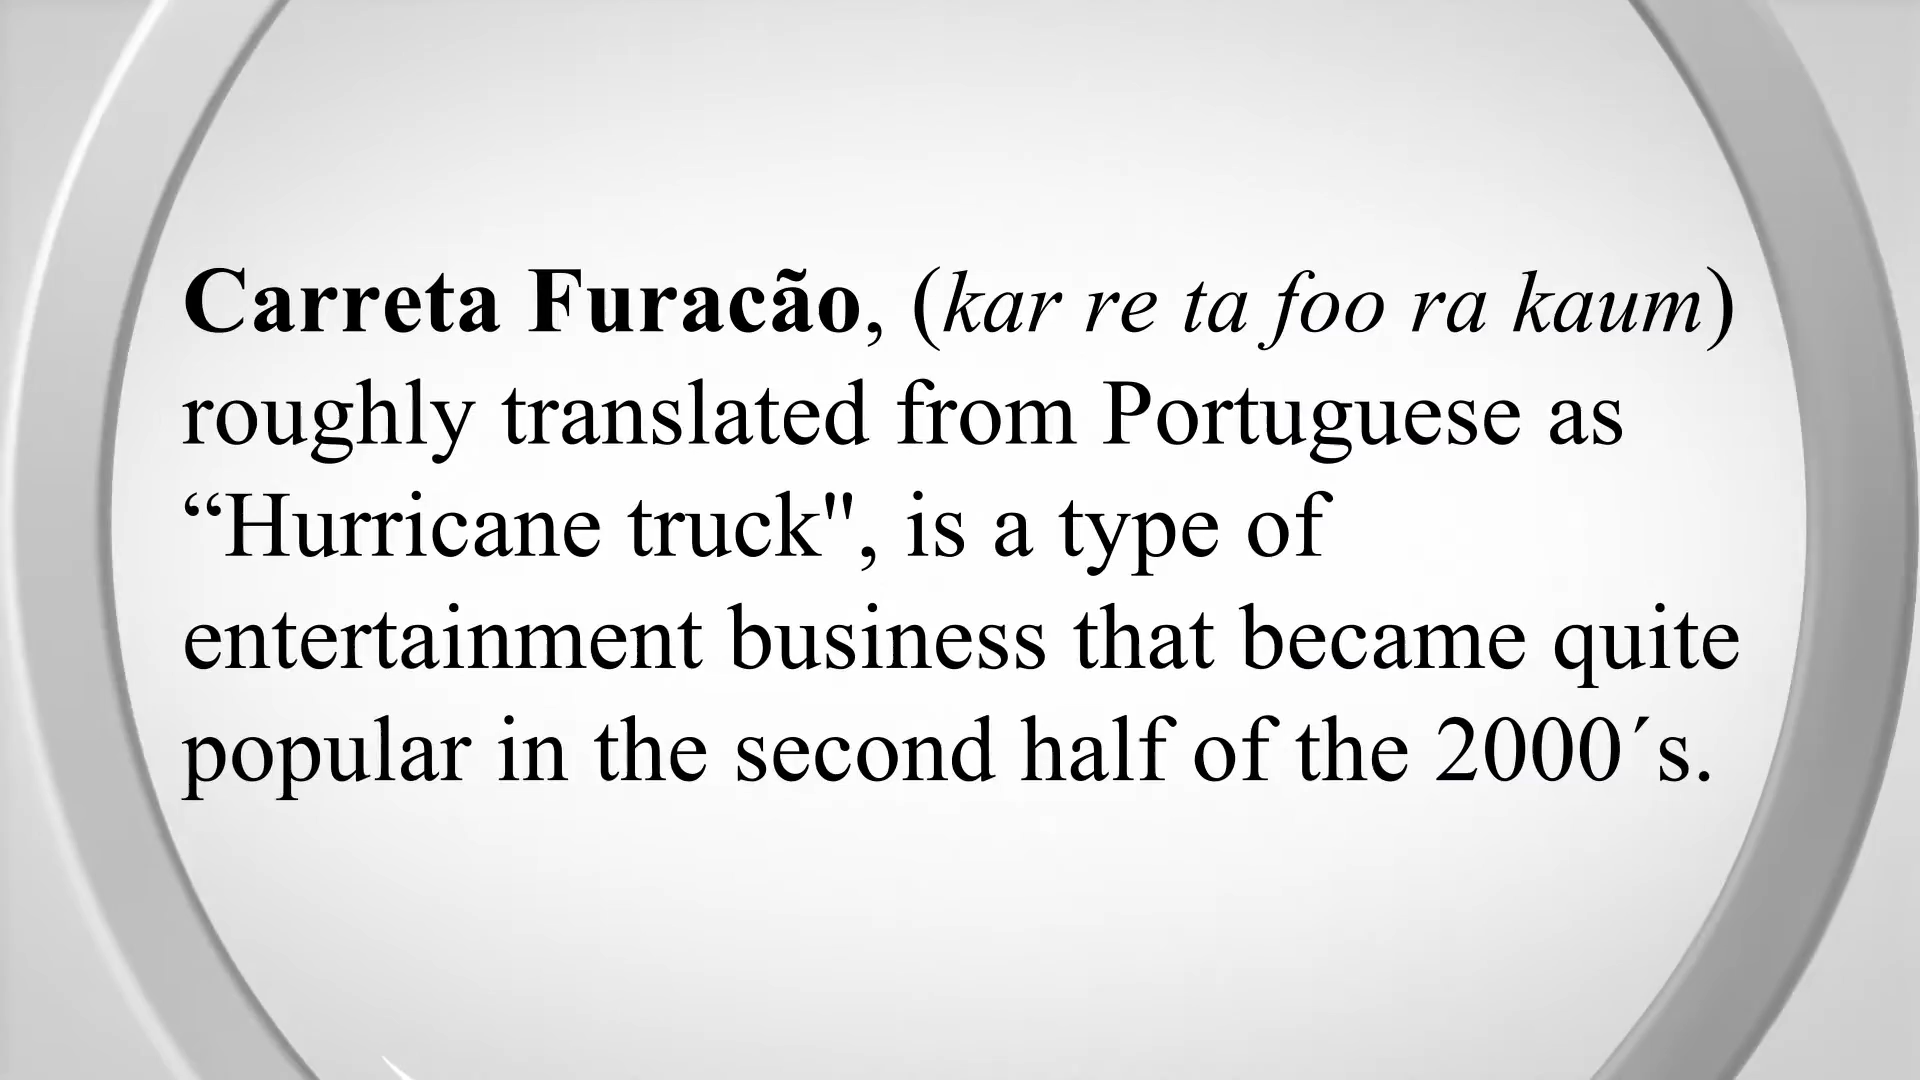 Carreta Furacão, (kar re ta foo ra kaum)
roughly translated from Portuguese as
“Hurricane truck", is a type of
entertainment business that became quite
popular in the second half of the 2000´s.